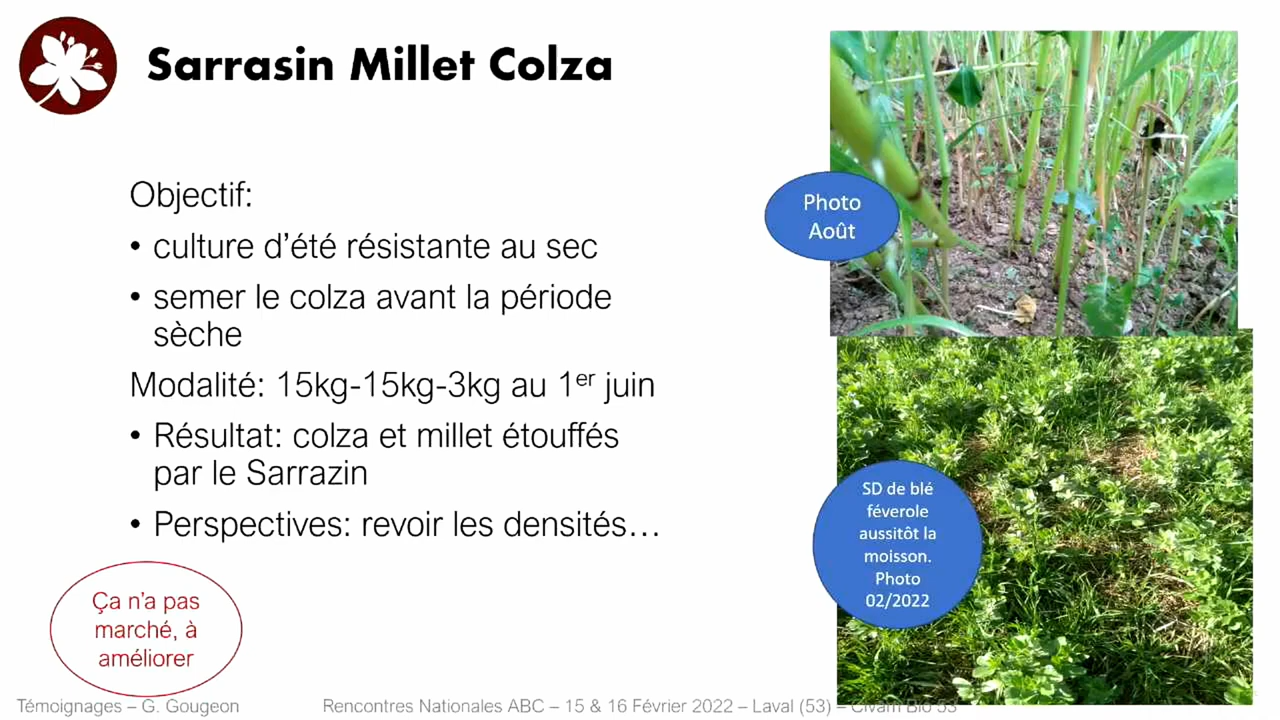 Sarrasin Millet Colza
Objectif:
• culture d’été résistante au sec
• semer le colza avant la période
sèche
Modalité: 15kg-15kg-3kg au 1er juin
• Résultat: colza et millet étouffés
par le Sarrazin
• Perspectives: revoir les densités…
Photo
Août
SD de blé
féverole
aussitôt la
moisson.
Photo
02/2022
Ça n’a pas
marché, à
améliorer
Témoignages – G. Gougeon
Rencontres Nationales ABC – 15 & 16 Février 2022 – Laval (53) – Civam Bio 53